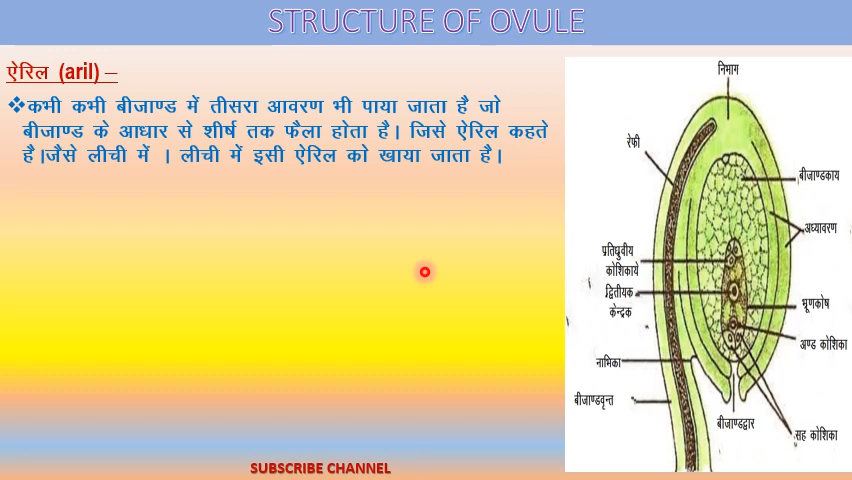 STRUCTURE OF OVULE
ऐरिल (aril) –
❖कभी कभी बीजाण्ड में तीसरा आवरण भी पाया जाता है जो
बीजाण्ड के आधार से शीर्ष तक फैला होता है। जिसे ऐरिल कहते
है।जैसे लीची में । लीची में इसी ऐरिल को खाया जाता है।
निभाग
रेफी
बीजाण्डकाय
अध्यावरण
प्रतिध्रुवीय
कोशिकाये
द्वितीयक
केन्द्रक
भ्रूणकोष
अण्ड कोशिका
नाभिका
बीजाण्डवृन्त
बीजाण्डद्वार
सह कोशिका
SUBSCRIBE CHANNEL